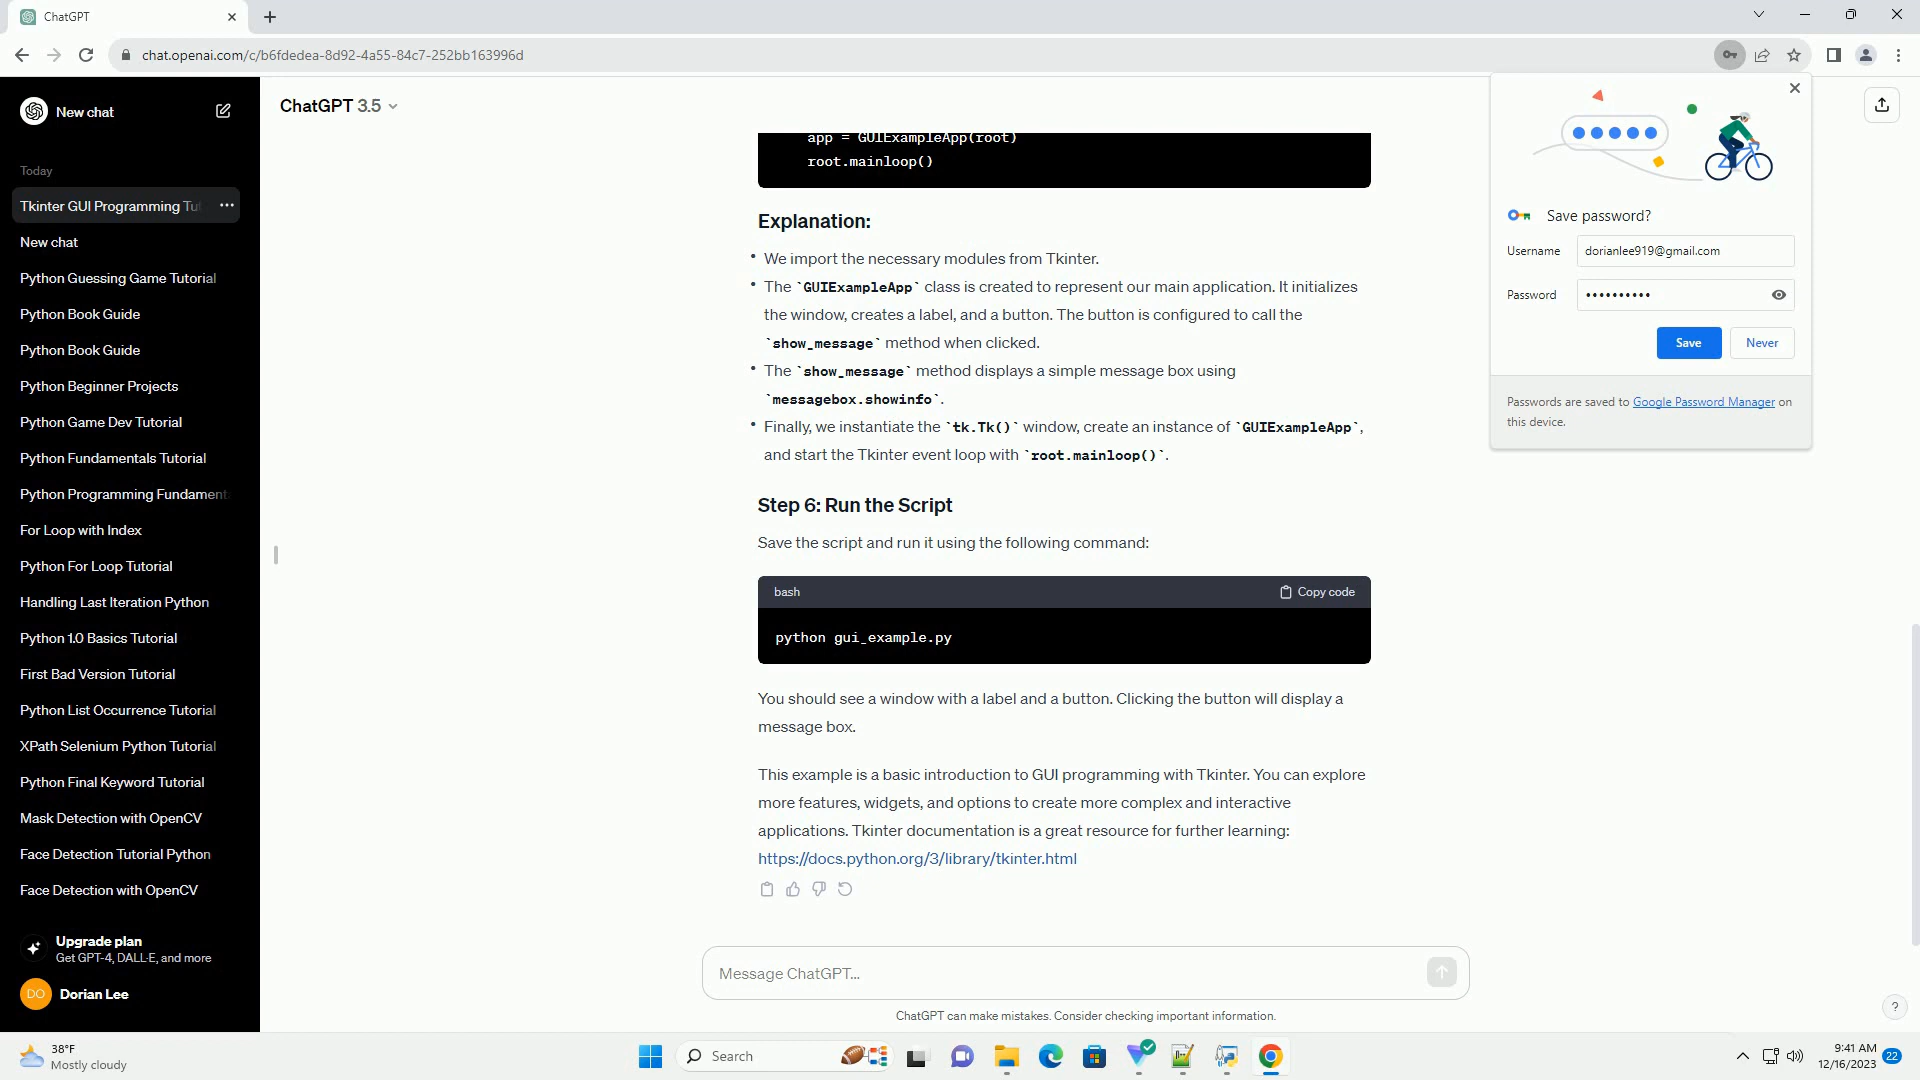 ChatGPT
chat.openai.com/c/b6fdedea-8d92-4a55-84c7-252bb163996d
New chat
Today
Tkinter GUI Programming Tut
New chat
Python Guessing Game Tutorial
Python Book Guide
Python Book Guide
Python Beginner Projects
Python Game Dev Tutorial
Python Fundamentals Tutorial
Python Programming Fundament
For Loop with Index
Python For Loop Tutorial
Handling Last Iteration Python
Python 1.0 Basics Tutorial
First Bad Version Tutorial
Python List Occurrence Tutorial
XPath Selenium Python Tutorial
Python Final Keyword Tutorial
Mask Detection with OpenCV
Face Detection Tutorial Python
Face Detection with OpenCV
Upgrade plan
Get GPT-4, DALL·E, and more
DO Dorian Lee
ChatGPT 3.5
app = GUIExampleApp(root)
root.mainloop()
Explanation:
• We import the necessary modules from Tkinter.
• The `GUIExampleApp` class is created to represent our main application. It initializes
the window, creates a label, and a button. The button is configured to call the
`show_message` method when clicked.
• The `show_message` method displays a simple message box using
`messagebox.showinfo`.
• Finally, we instantiate the `tk.Tk()` window, create an instance of `GUIExampleApp`,
and start the Tkinter event loop with `root.mainloop()`.
Step 6: Run the Script
Save the script and run it using the following command:
bash Copy code
python gui_example.py
You should see a window with a label and a button. Clicking the button will display a
message box.
This example is a basic introduction to GUI programming with Tkinter. You can explore
more features, widgets, and options to create more complex and interactive
applications. Tkinter documentation is a great resource for further learning:
https://docs.python.org/3/library/tkinter.html
Message ChatGPT...
ChatGPT can make mistakes. Consider checking important information.
?
Save password?
Username dorianlee919@gmail.com
Password ••••••••••
Save Never
Passwords are saved to Google Password Manager on
this device.
38°F
Mostly cloudy
Search
9:41 AM
12/16/2023
22